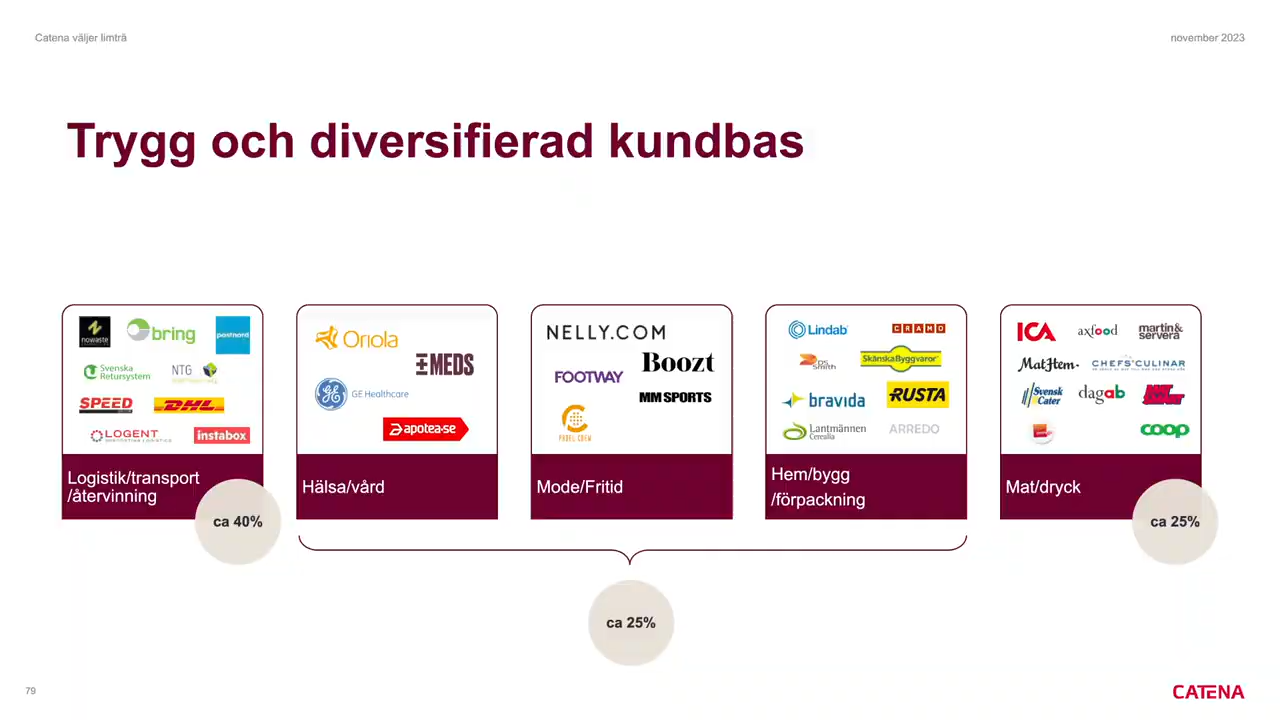 Catena väljer limträ
november 2023
Trygg och diversifierad kundbas
nowaste
bring
postnord
Svenska
Retursystem
NTG
SPEED
DHL
LOGENT
instabox
Logistik/transport
/återvinning
ca 40%
Oriola
MEDS
GE Healthcare
apotea.se
Hälsa/vård
NELLY.COM
Boozt
FOOTWAY
MM SPORTS
PADEL CREW
Mode/Fritid
Lindab
CRAMO
DS
Smith
SkånskaByggvaror
bravida
RUSTA
Lantmännen
Cerealia
ARREDO
Hem/bygg
/förpackning
ca 25%
ICA
axfood
martin&
servera
MatHem
CHEFS'CULINAR
Svensk
Cater
dagab
coop
Mat/dryck
ca 25%
79
CATENA